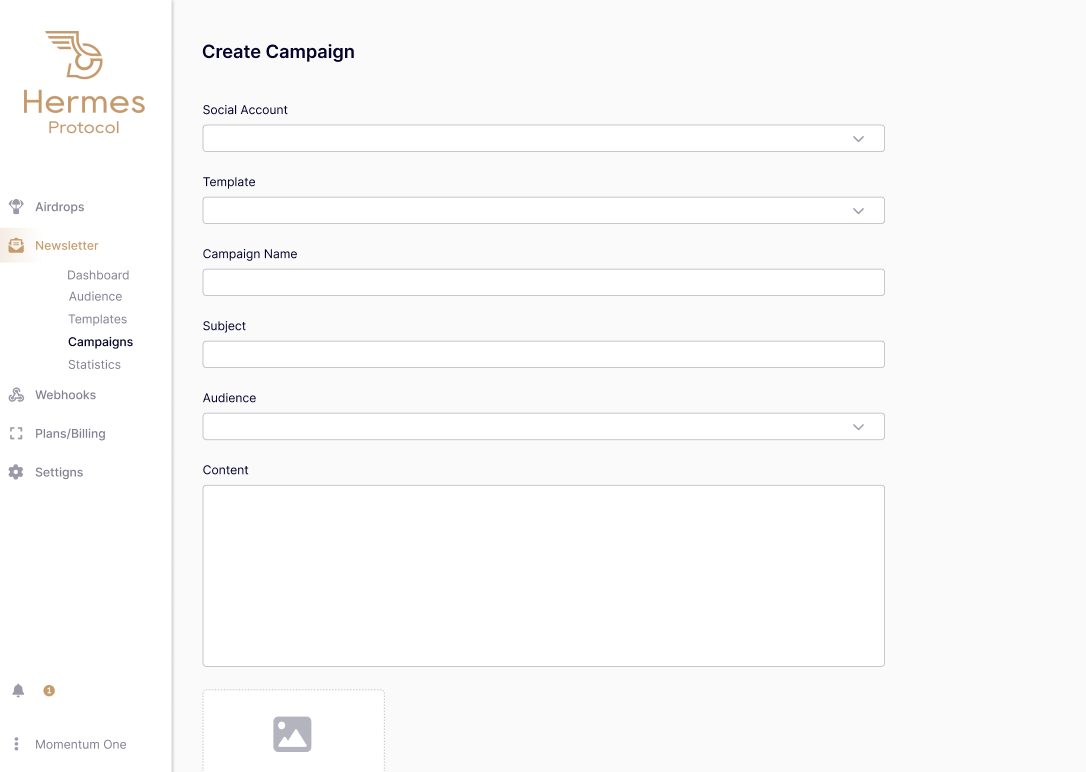 Hermes
Protocol
Airdrops
Newsletter
Dashboard
Audience
Templates
Campaigns
Statistics
Webhooks
Plans/Billing
Settigns
1
Momentum One
Create Campaign
Social Account
Template
Campaign Name
Subject
Audience
Content